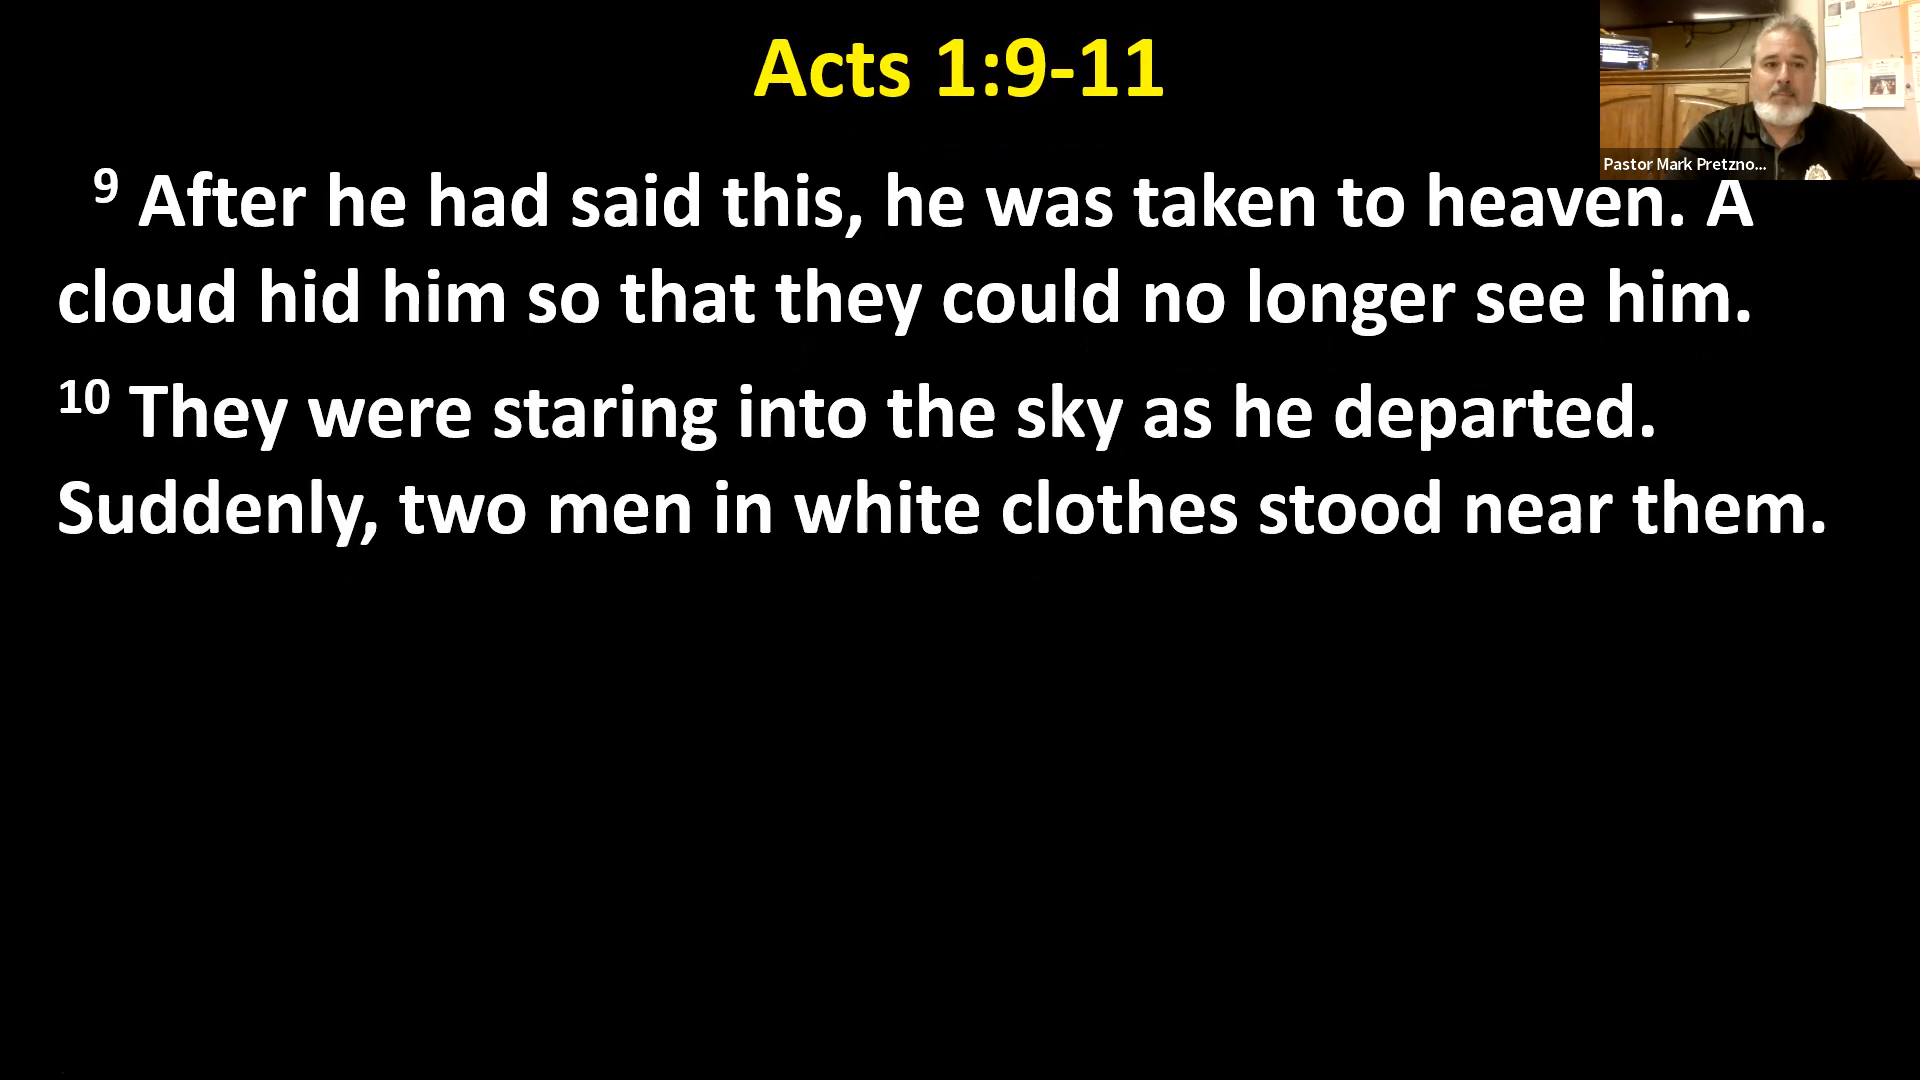 Acts 1:9-11
Pastor Mark Pretzno...
9 After he had said this, he was taken to heaven. A
cloud hid him so that they could no longer see him.
10 They were staring into the sky as he departed.
Suddenly, two men in white clothes stood near them.